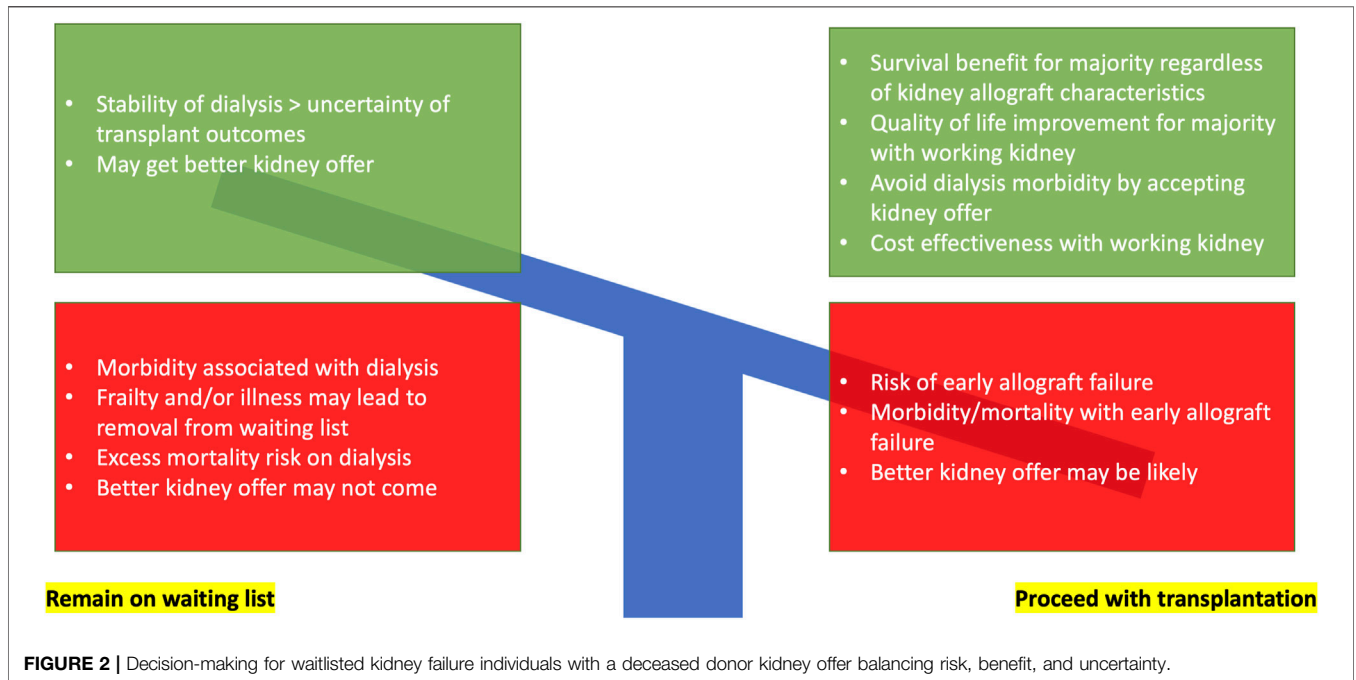 • Stability of dialysis > uncertainty of
transplant outcomes
• May get better kidney offer
• Morbidity associated with dialysis
• Frailty and/or illness may lead to
removal from waiting list
• Excess mortality risk on dialysis
• Better kidney offer may not come
Remain on waiting list
• Survival benefit for majority regardless
of kidney allograft characteristics
• Quality of life improvement for majority
with working kidney
• Avoid dialysis morbidity by accepting
kidney offer
• Cost effectiveness with working kidney
• Risk of early allograft failure
• Morbidity/mortality with early allograft
failure
• Better kidney offer may be likely
Proceed with transplantation
FIGURE 2 | Decision-making for waitlisted kidney failure individuals with a deceased donor kidney offer balancing risk, benefit, and uncertainty.